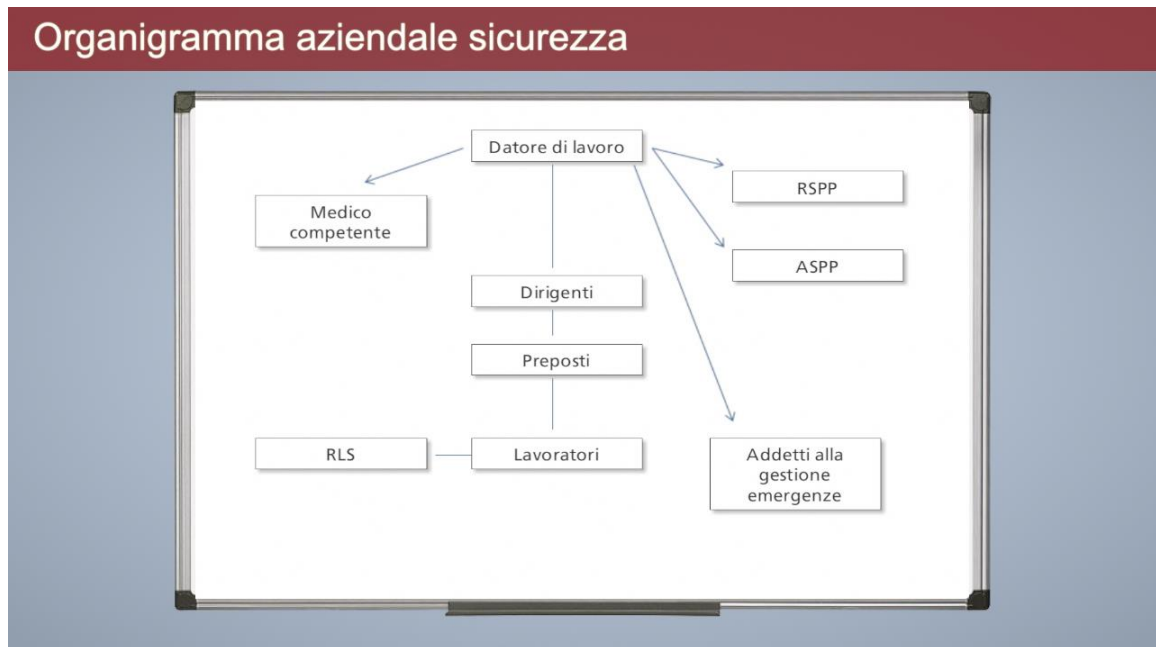 Organigramma aziendale sicurezza
Datore di lavoro
RSPP
Medico
competente
ASPP
Dirigenti
Preposti
RLS
Lavoratori
Addetti alla
gestione
emergenze